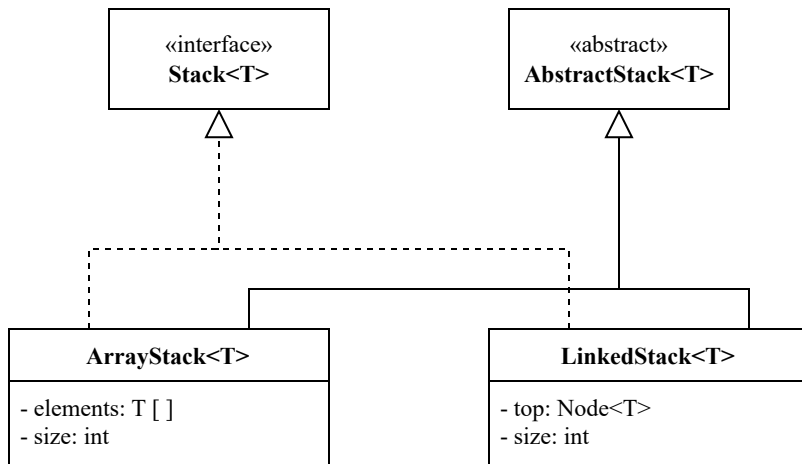 «interface»
Stack<T>
«abstract»
AbstractStack<T>
ArrayStack<T>
- elements: T [ ]
- size: int
LinkedStack<T>
- top: Node<T>
- size: int